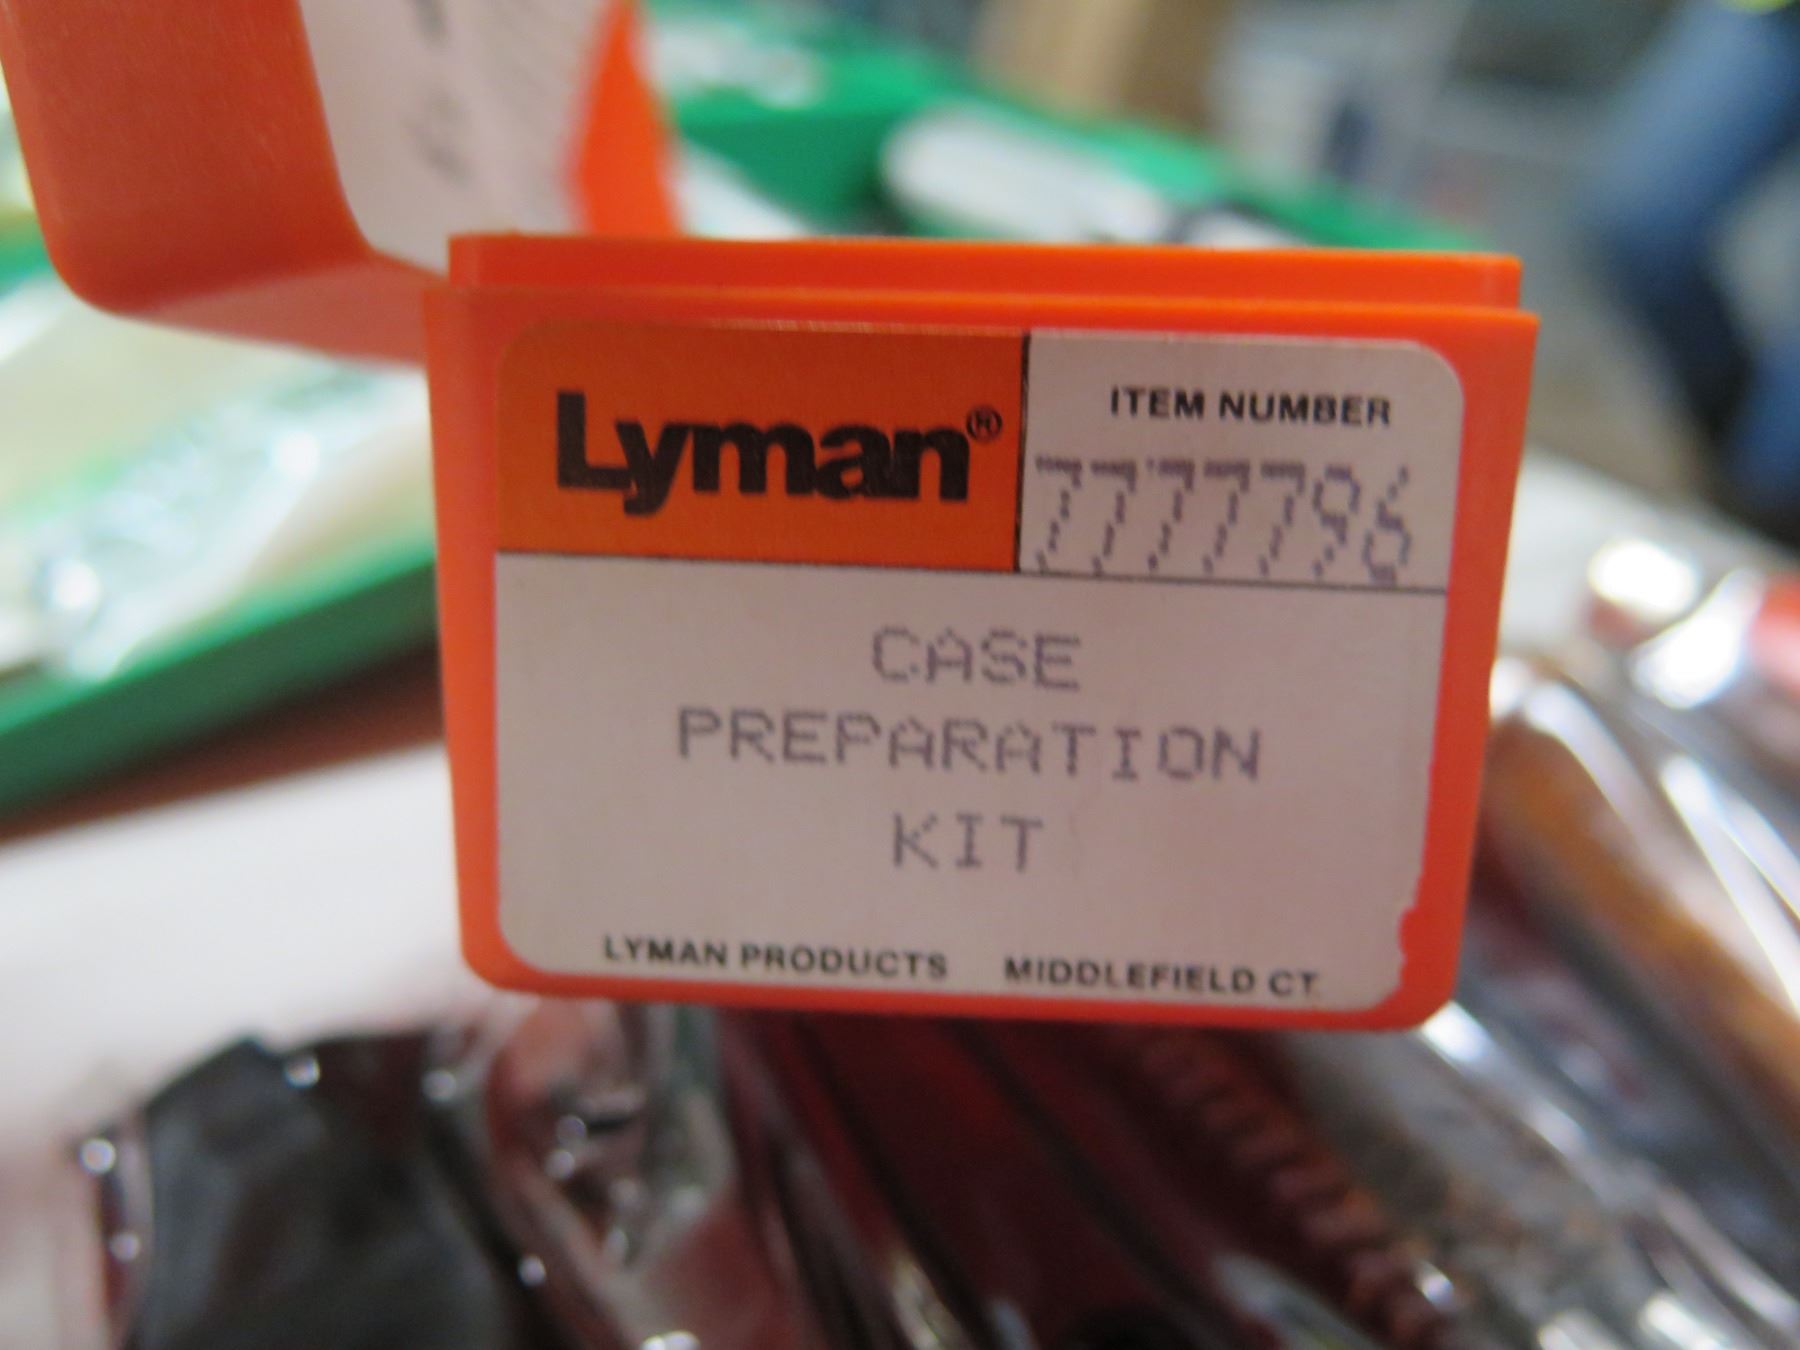 Lyman®
ITEM NUMBER
7777796
CASE
PREPARATION
KIT
LYMAN PRODUCTS MIDDLEFIELD CT.